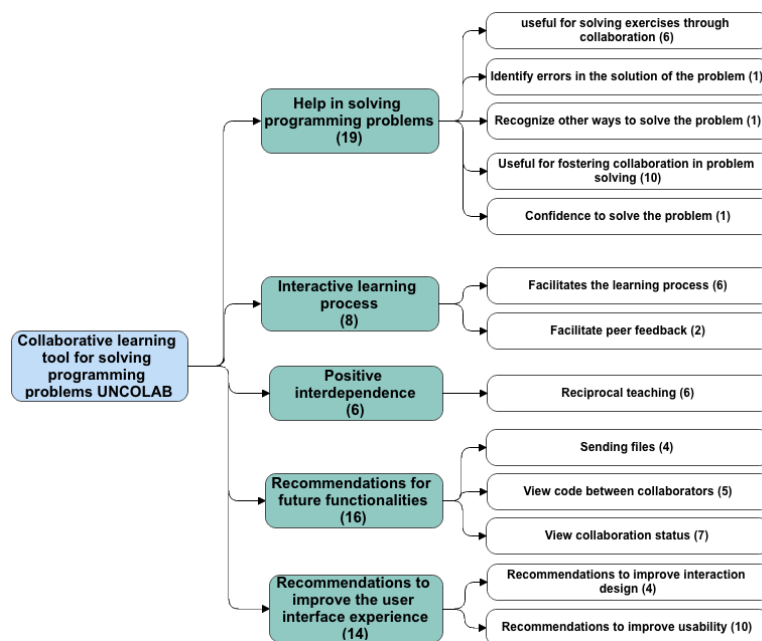 useful for solving exercises through
collaboration (6)
Identify errors in the solution of the problem (1)
Help in solving
programming problems
(19)
Recognize other ways to solve the problem (1)
Useful for fostering collaboration in problem
solving (10)
Confidence to solve the problem (1)
Interactive learning
process
(8)
Facilitates the learning process (6)
Facilitate peer feedback (2)
Collaborative learning
tool for solving
programming
problems UNCOLAB
Positive
interdependence
(6)
Reciprocal teaching (6)
Sending files (4)
Recommendations for
future functionalities
(16)
View code between collaborators (5)
View collaboration status (7)
Recommendations to
improve the user
interface experience
(14)
Recommendations to improve interaction
design (4)
Recommendations to improve usability (10)